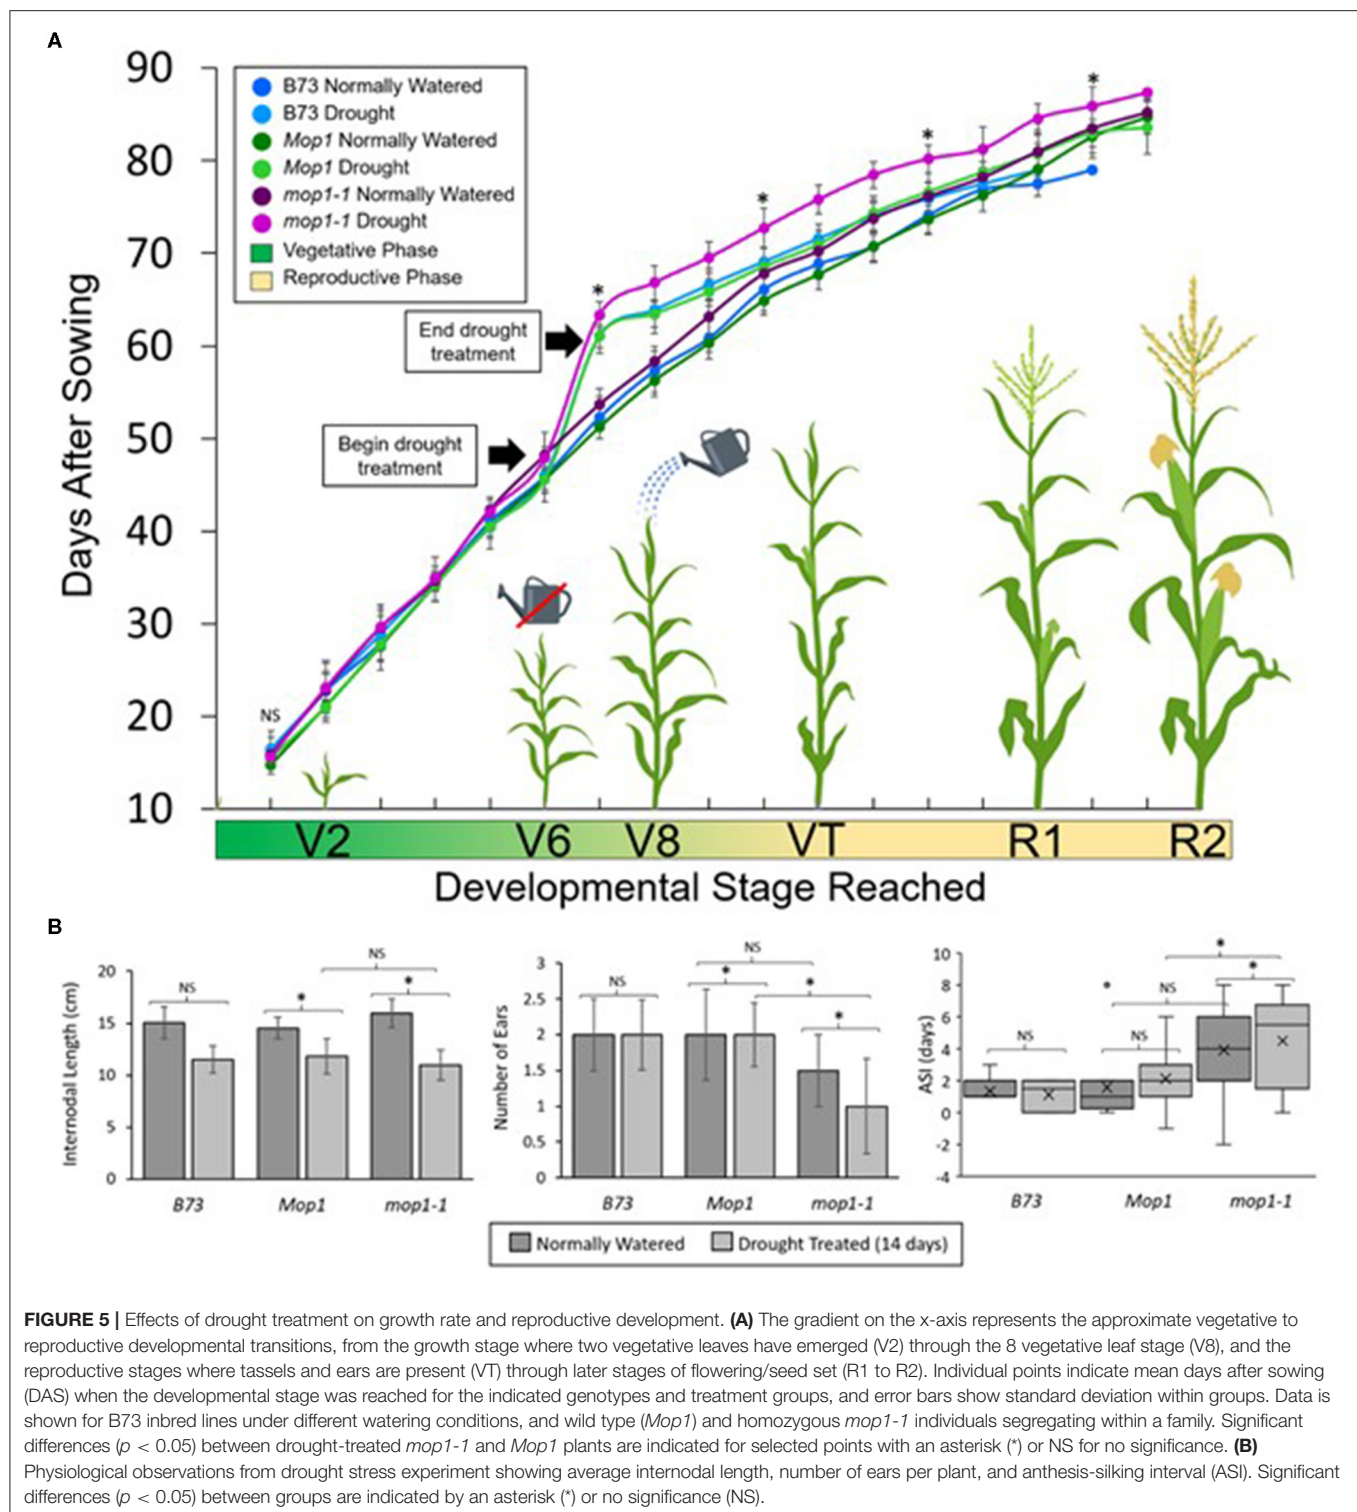 A
90
80
70
60
50
40
30
20
10
Days After Sowing
B73 Normally Watered
B73 Drought
Mop1 Normally Watered
Mop1 Drought
mop1-1 Normally Watered
mop1-1 Drought
Vegetative Phase
Reproductive Phase
End drought
treatment
Begin drought
treatment
NS
*
*
*
*
V2 V6 V8 VT R1 R2
Developmental Stage Reached
B
Internodal Length (cm)
20
15
10
5
0
NS
*
NS
*
B73 Mop1 mop1-1
Number of Ears
3
2.5
2
1.5
1
0.5
0
NS
NS
*
*
*
B73 Mop1 mop1-1
ASI (days)
10
8
6
4
2
0
-2
-4
NS
NS
NS
*
*
B73 Mop1 mop1-1
Normally Watered Drought Treated (14 days)
FIGURE 5 | Effects of drought treatment on growth rate and reproductive development. (A) The gradient on the x-axis represents the approximate vegetative to
reproductive developmental transitions, from the growth stage where two vegetative leaves have emerged (V2) through the 8 vegetative leaf stage (V8), and the
reproductive stages where tassels and ears are present (VT) through later stages of flowering/seed set (R1 to R2). Individual points indicate mean days after sowing
(DAS) when the developmental stage was reached for the indicated genotypes and treatment groups, and error bars show standard deviation within groups. Data is
shown for B73 inbred lines under different watering conditions, and wild type (Mop1) and homozygous mop1-1 individuals segregating within a family. Significant
differences (p < 0.05) between drought-treated mop1-1 and Mop1 plants are indicated for selected points with an asterisk (*) or NS for no significance. (B)
Physiological observations from drought stress experiment showing average internodal length, number of ears per plant, and anthesis-silking interval (ASI). Significant
differences (p < 0.05) between groups are indicated by an asterisk (*) or no significance (NS).